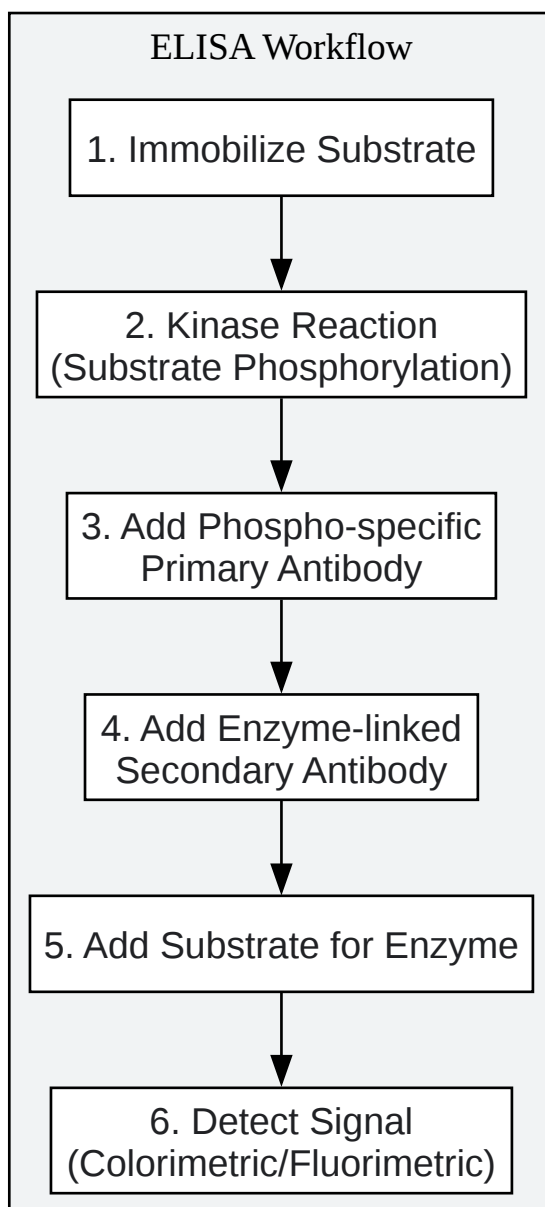 ELISA Workflow
1. Immobilize Substrate
2. Kinase Reaction
(Substrate Phosphorylation)
3. Add Phospho-specific
Primary Antibody
4. Add Enzyme-linked
Secondary Antibody
5. Add Substrate for Enzyme
6. Detect Signal
(Colorimetric/Fluorimetric)